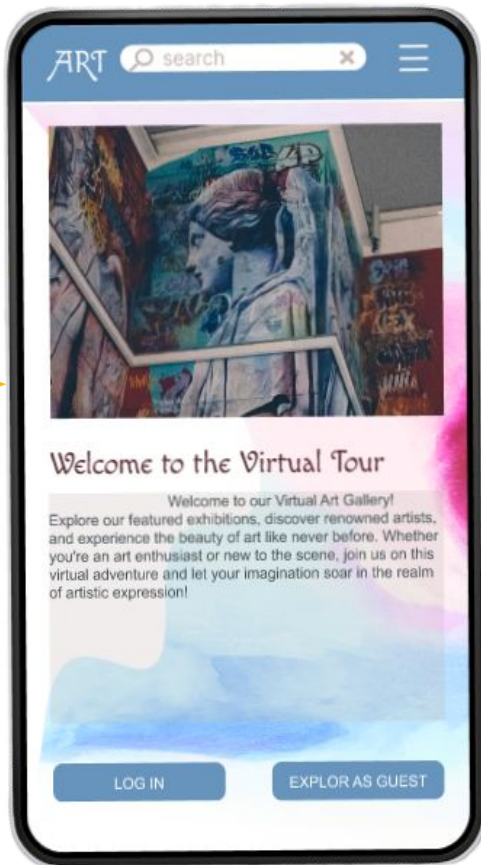 ART
search
Welcome to the Virtual Tour
Welcome to our Virtual Art Gallery!
Explore our featured exhibitions, discover renowned artists,
and experience the beauty of art like never before. Whether
you're an art enthusiast or new to the scene, join us on this
virtual adventure and let your imagination soar in the realm
of artistic expression!
LOG IN
EXPLOR AS GUEST